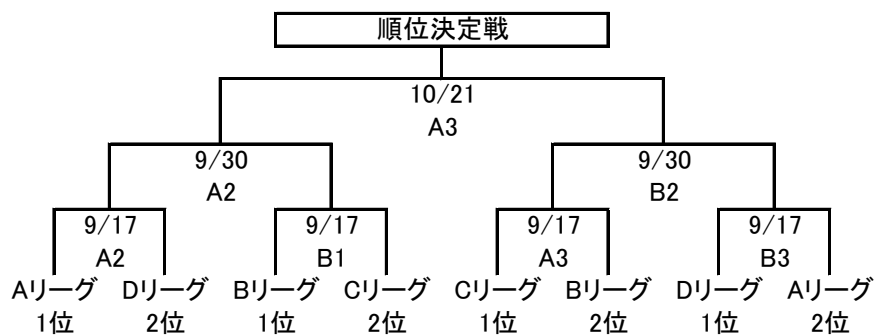 順位決定戦
10/21
A3
9/30 9/30
A2 B2
9/17 9/17 9/17 9/17
A2 B1 A3 B3
Aリーグ Dリーグ Bリーグ Cリーグ Cリーグ Bリーグ Dリーグ Aリーグ
1位 2位 1位 2位 1位 2位 1位 2位